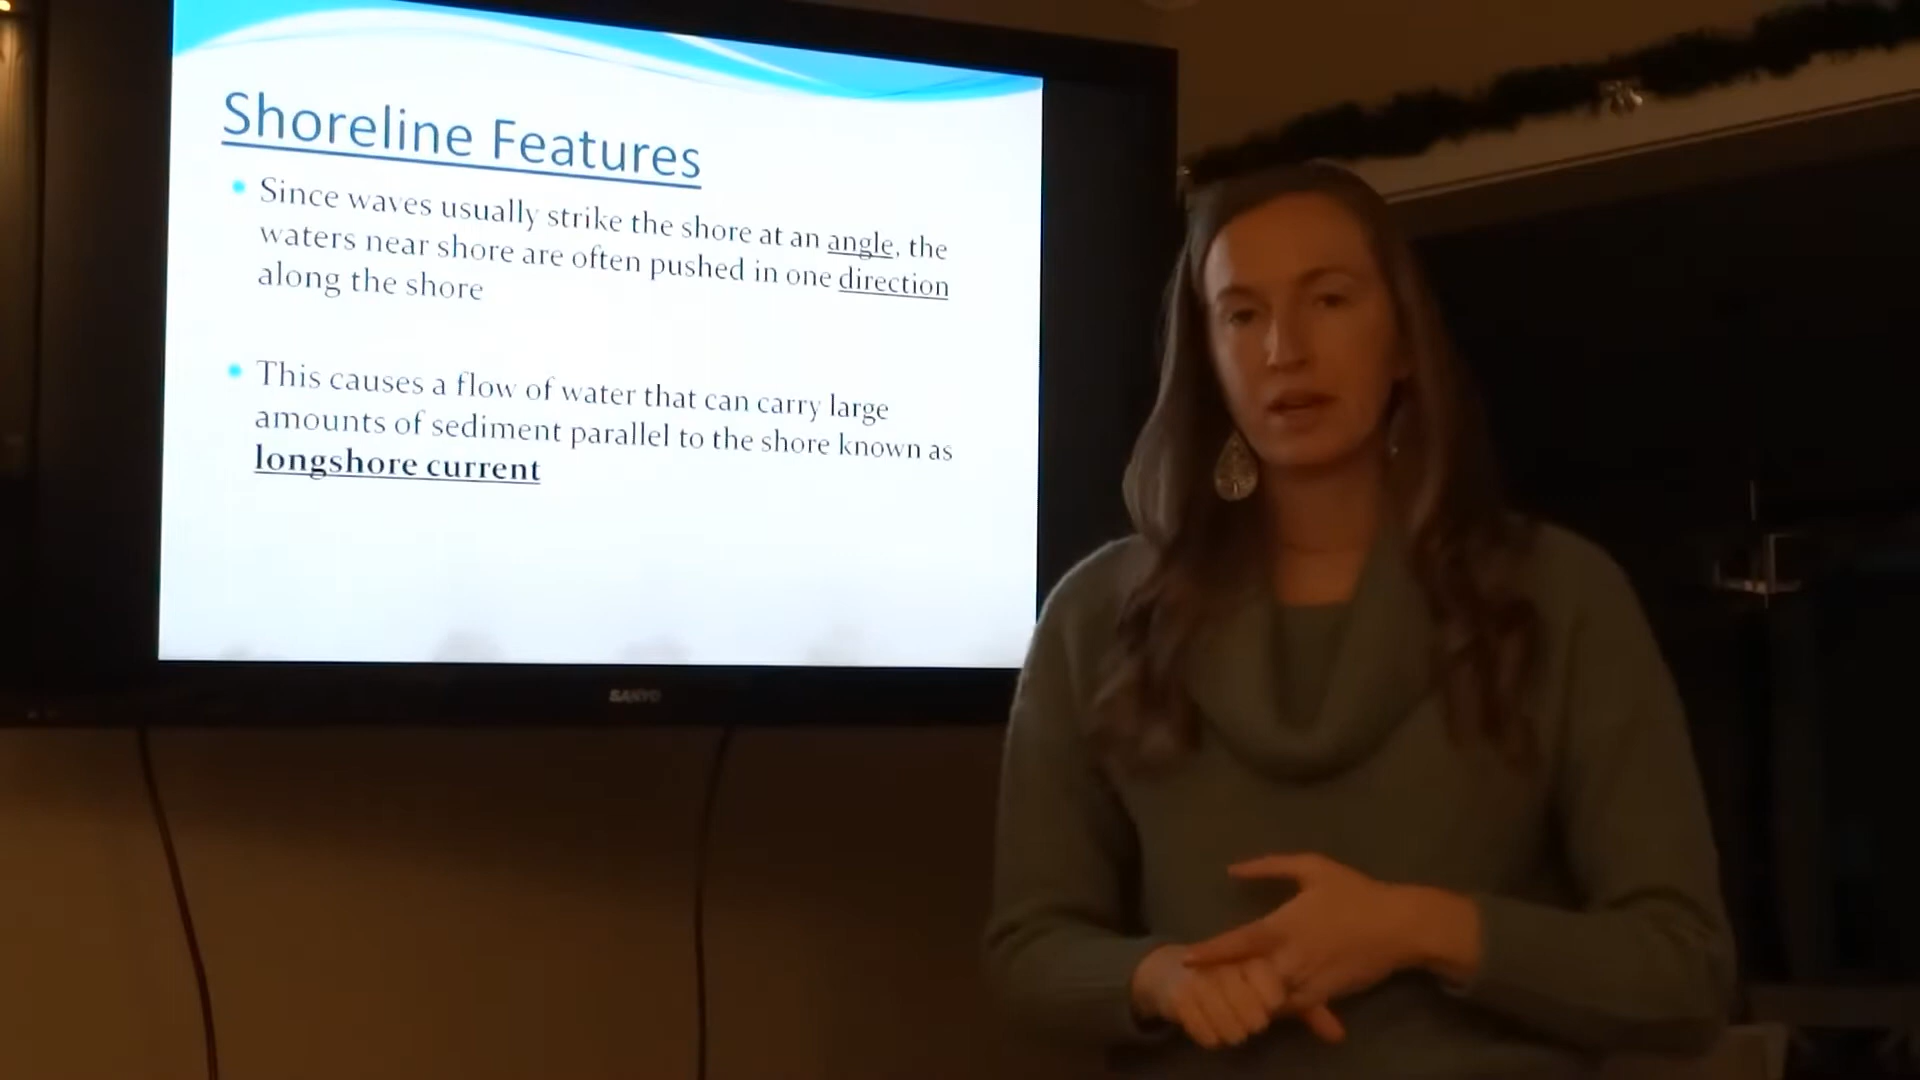 Shoreline Features
Since waves usually strike the shore at an angle, the
waters near shore are often pushed in one direction
along the shore
This causes a flow of water that can carry large
amounts of sediment parallel to the shore known as
longshore current
SANYO